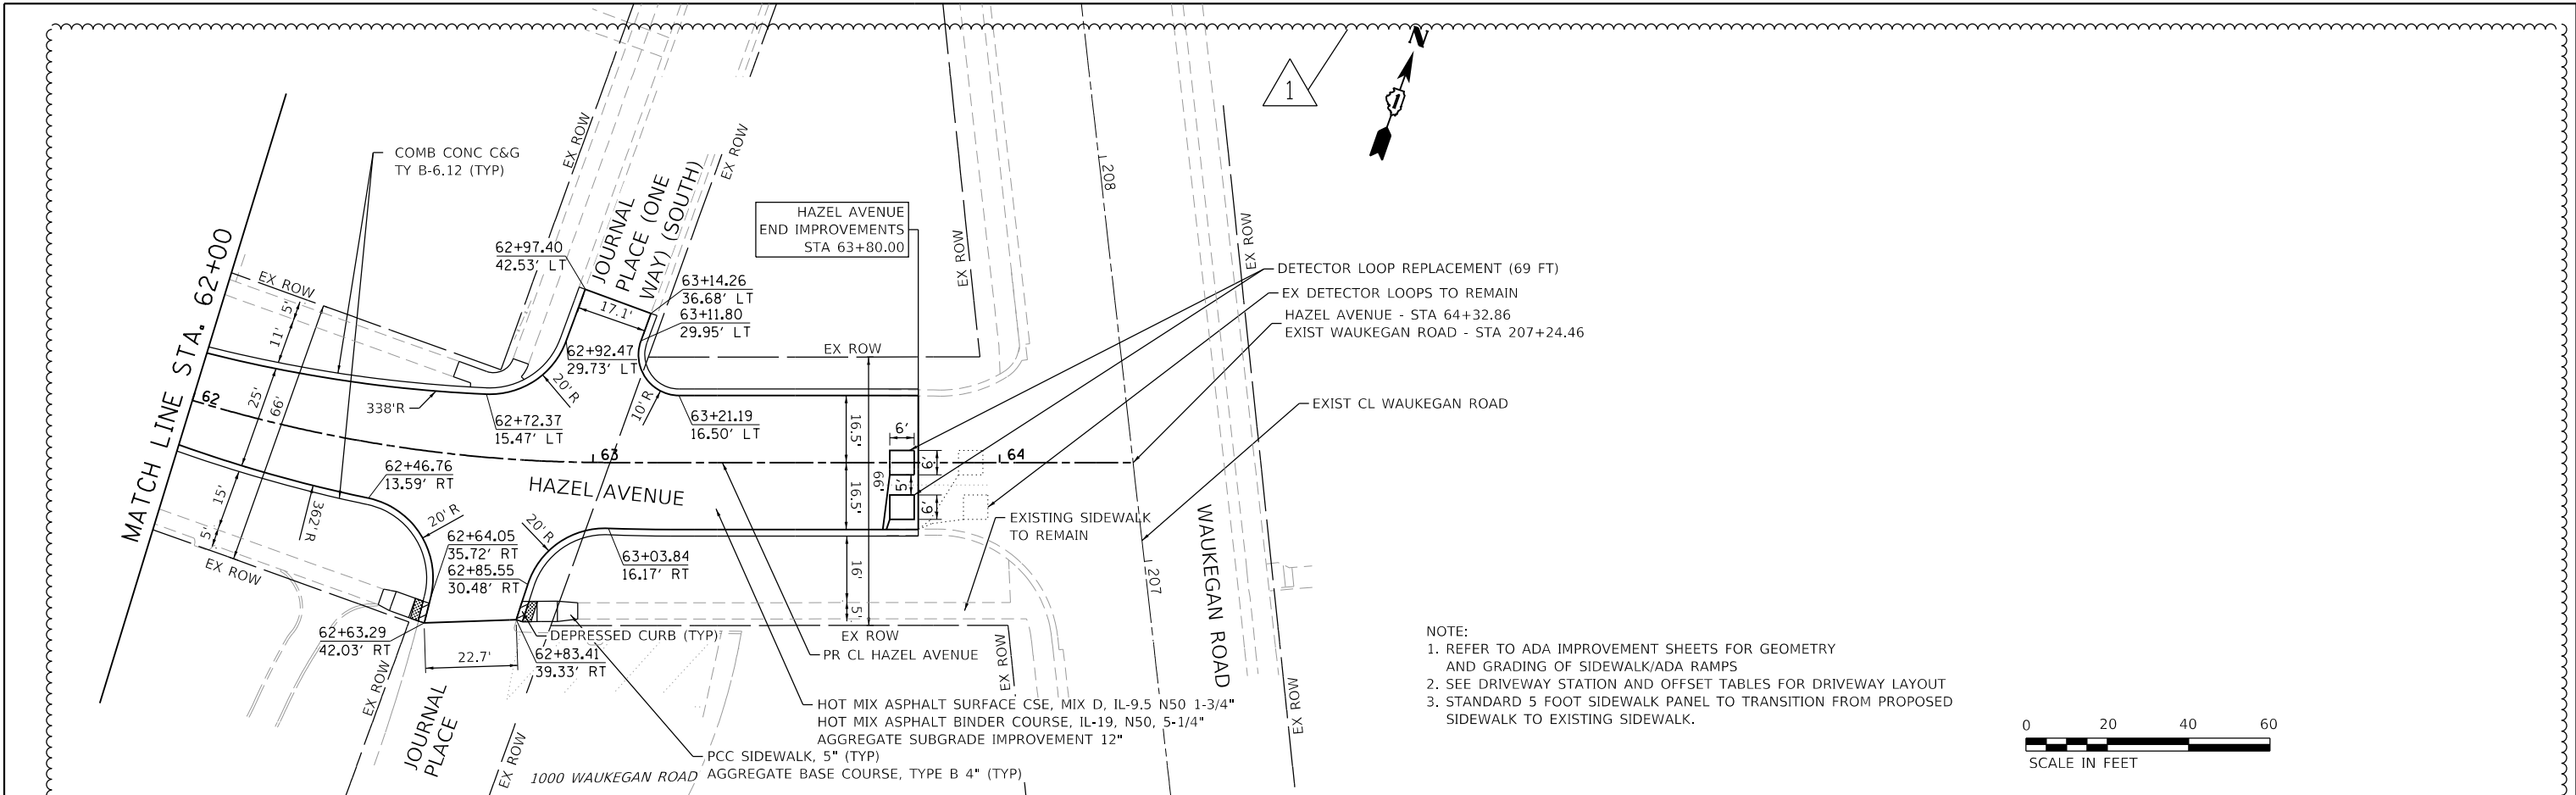 N
1
1
COMB CONC C&G
TY B-6.12 (TYP)
EX ROW
EX ROW
JOURNAL
PLACE (ONE
WAY) (SOUTH)
HAZEL AVENUE
END IMPROVEMENTS
STA 63+80.00
EX ROW
EX ROW
208
62+97.40
42.53' LT
63+14.26
36.68' LT
63+11.80
29.95' LT
17.1'
62+92.47
29.73' LT
EX ROW
DETECTOR LOOP REPLACEMENT (69 FT)
EX DETECTOR LOOPS TO REMAIN
HAZEL AVENUE - STA 64+32.86
EXIST WAUKEGAN ROAD - STA 207+24.46
EXIST CL WAUKEGAN ROAD
MATCH LINE STA. 62+00
EX ROW
5'
11'
25'
66'
62
338'R
20'R
10'R
62+72.37
15.47' LT
63+21.19
16.50' LT
16.5'
6'
6'
5'
6'
66'
16.5'
63
64
HAZEL AVENUE
62+46.76
13.59' RT
15'
5'
362'R
20'R
20'R
62+64.05
35.72' RT
62+85.55
30.48' RT
63+03.84
16.17' RT
16'
5'
EX ROW
EXISTING SIDEWALK
TO REMAIN
207
WAUKEGAN ROAD
62+63.29
42.03' RT
22.7'
DEPRESSED CURB (TYP)
62+83.41
39.33' RT
EX ROW
PR CL HAZEL AVENUE
EX ROW
EX ROW
EX ROW
EX ROW
JOURNAL
PLACE
HOT MIX ASPHALT SURFACE CSE, MIX D, IL-9.5 N50 1-3/4"
HOT MIX ASPHALT BINDER COURSE, IL-19, N50, 5-1/4"
AGGREGATE SUBGRADE IMPROVEMENT 12"
PCC SIDEWALK, 5" (TYP)
AGGREGATE BASE COURSE, TYPE B 4" (TYP)
1000 WAUKEGAN ROAD
NOTE:
1. REFER TO ADA IMPROVEMENT SHEETS FOR GEOMETRY
AND GRADING OF SIDEWALK/ADA RAMPS
2. SEE DRIVEWAY STATION AND OFFSET TABLES FOR DRIVEWAY LAYOUT
3. STANDARD 5 FOOT SIDEWALK PANEL TO TRANSITION FROM PROPOSED
SIDEWALK TO EXISTING SIDEWALK.
0 20 40 60
SCALE IN FEET